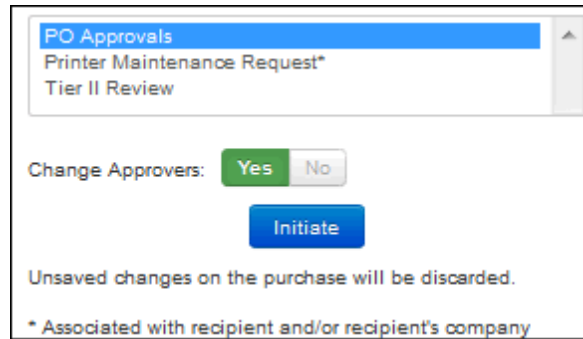 PO Approvals
Printer Maintenance Request*
Tier II Review
Change Approvers: Yes No
Initiate
Unsaved changes on the purchase will be discarded.
* Associated with recipient and/or recipient's company